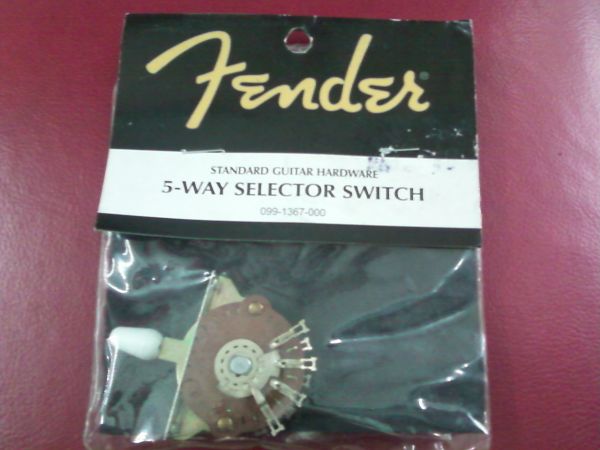 Fender®
STANDARD GUITAR HARDWARE
5-WAY SELECTOR SWITCH
099-1367-000